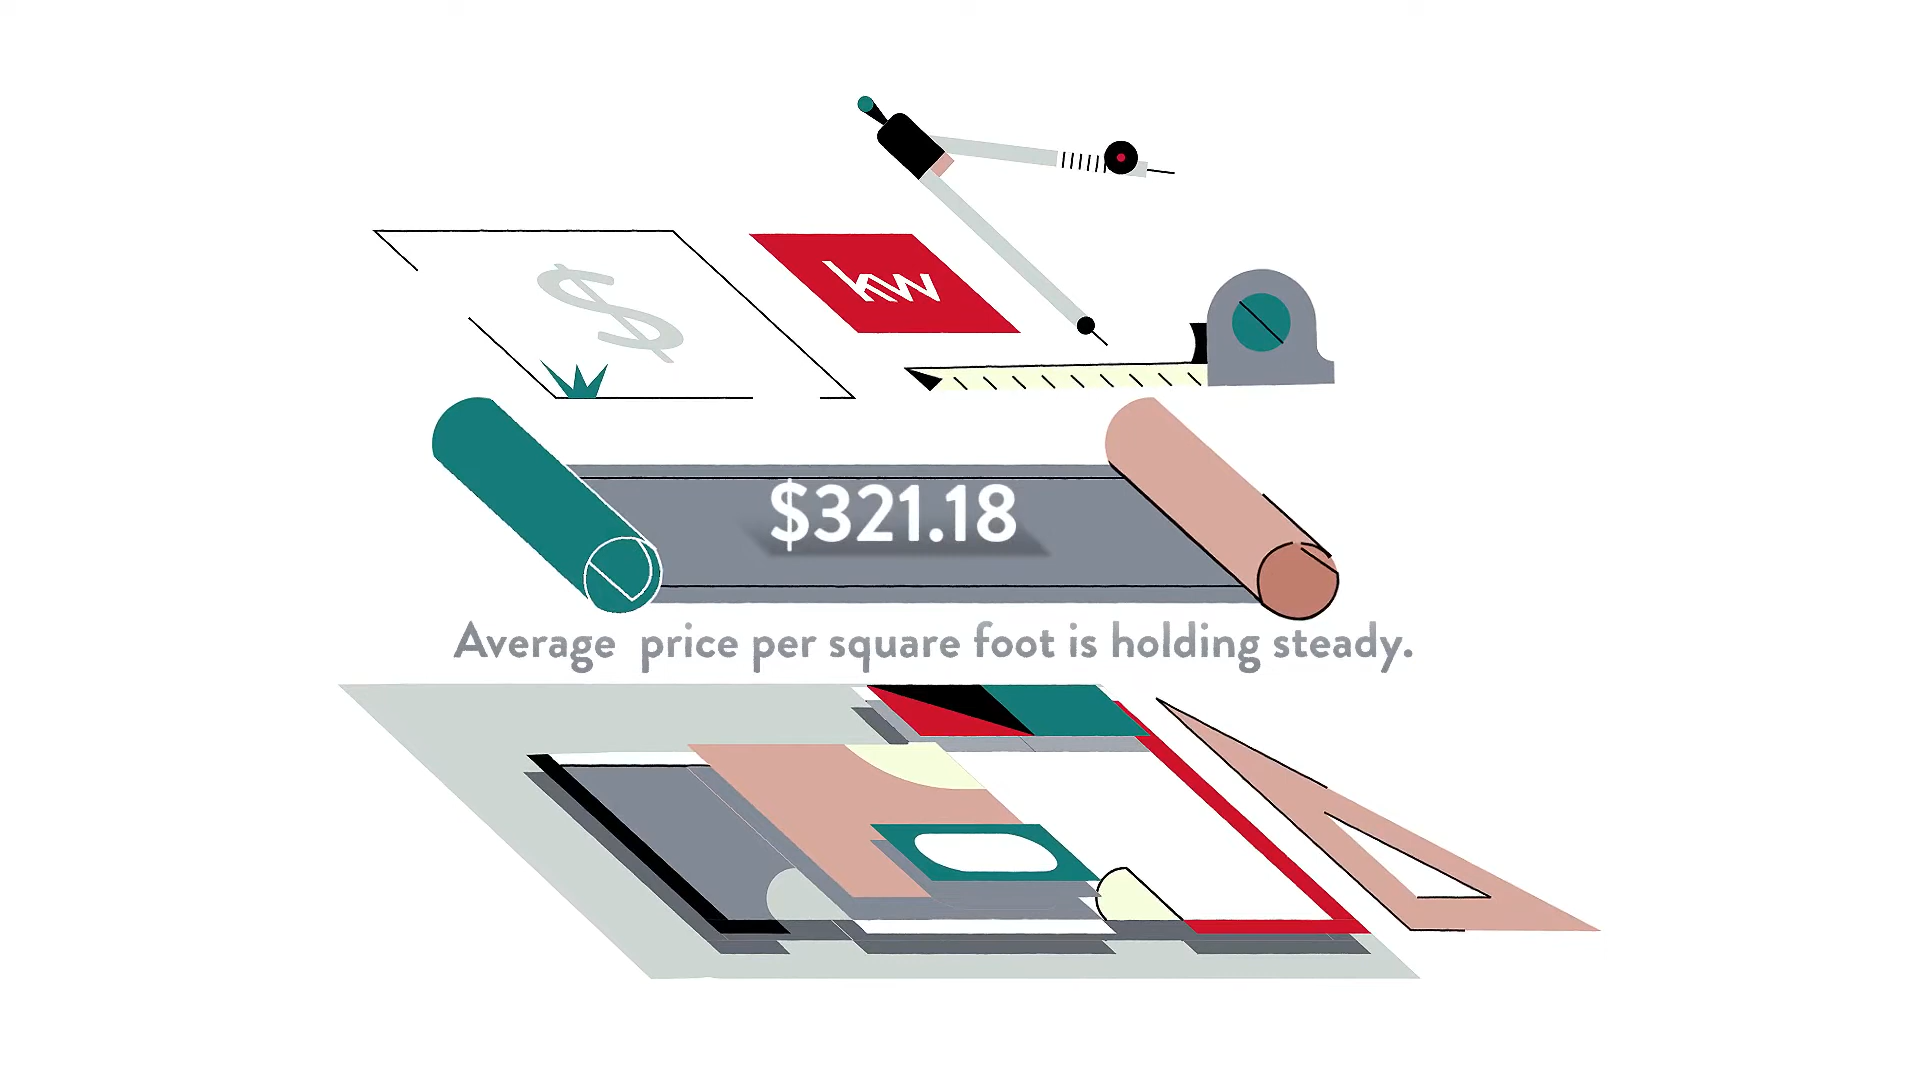 $
kw
$321.18
Average price per square foot is holding steady.